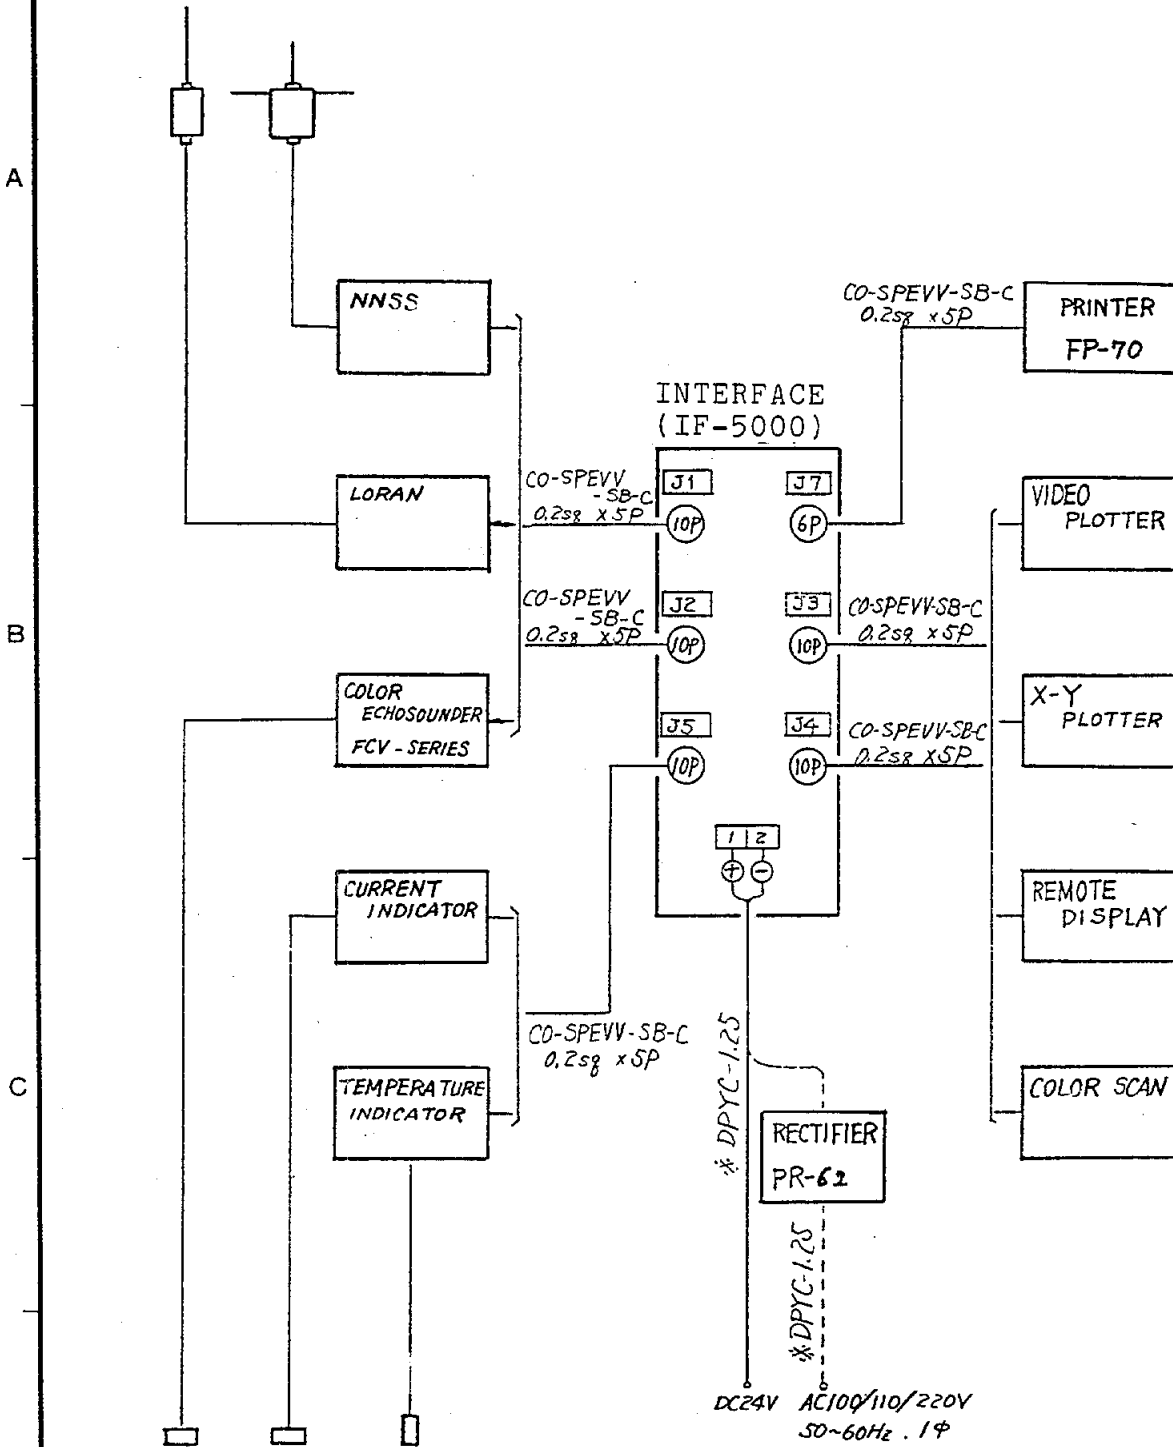 A
NNSS
CO-SPEVV-SB-C
0.2sq x5P
PRINTER
FP-70
INTERFACE
(IF-5000)
LORAN
CO-SPEVV
-SB-C
0.2sq x5P
J1
10P
J7
6P
VIDEO
PLOTTER
B
CO-SPEVV
-SB-C
0.2sq x5P
J2
10P
J3
10P
CO-SPEVV-SB-C
0.2sq x5P
COLOR
ECHOSOUNDER
FCV-SERIES
J5
10P
J4
10P
CO-SPEVV-SB-C
0.2sq x5P
X-Y
PLOTTER
1 2
+ -
CURRENT
INDICATOR
REMOTE
DISPLAY
CO-SPEVV-SB-C
0.2sq x5P
C
TEMPERATURE
INDICATOR
※DPYC-1.25
RECTIFIER
PR-62
COLOR SCAN
※DPYC-1.25
DC24V
AC100/110/220V
50~60Hz . 1Φ